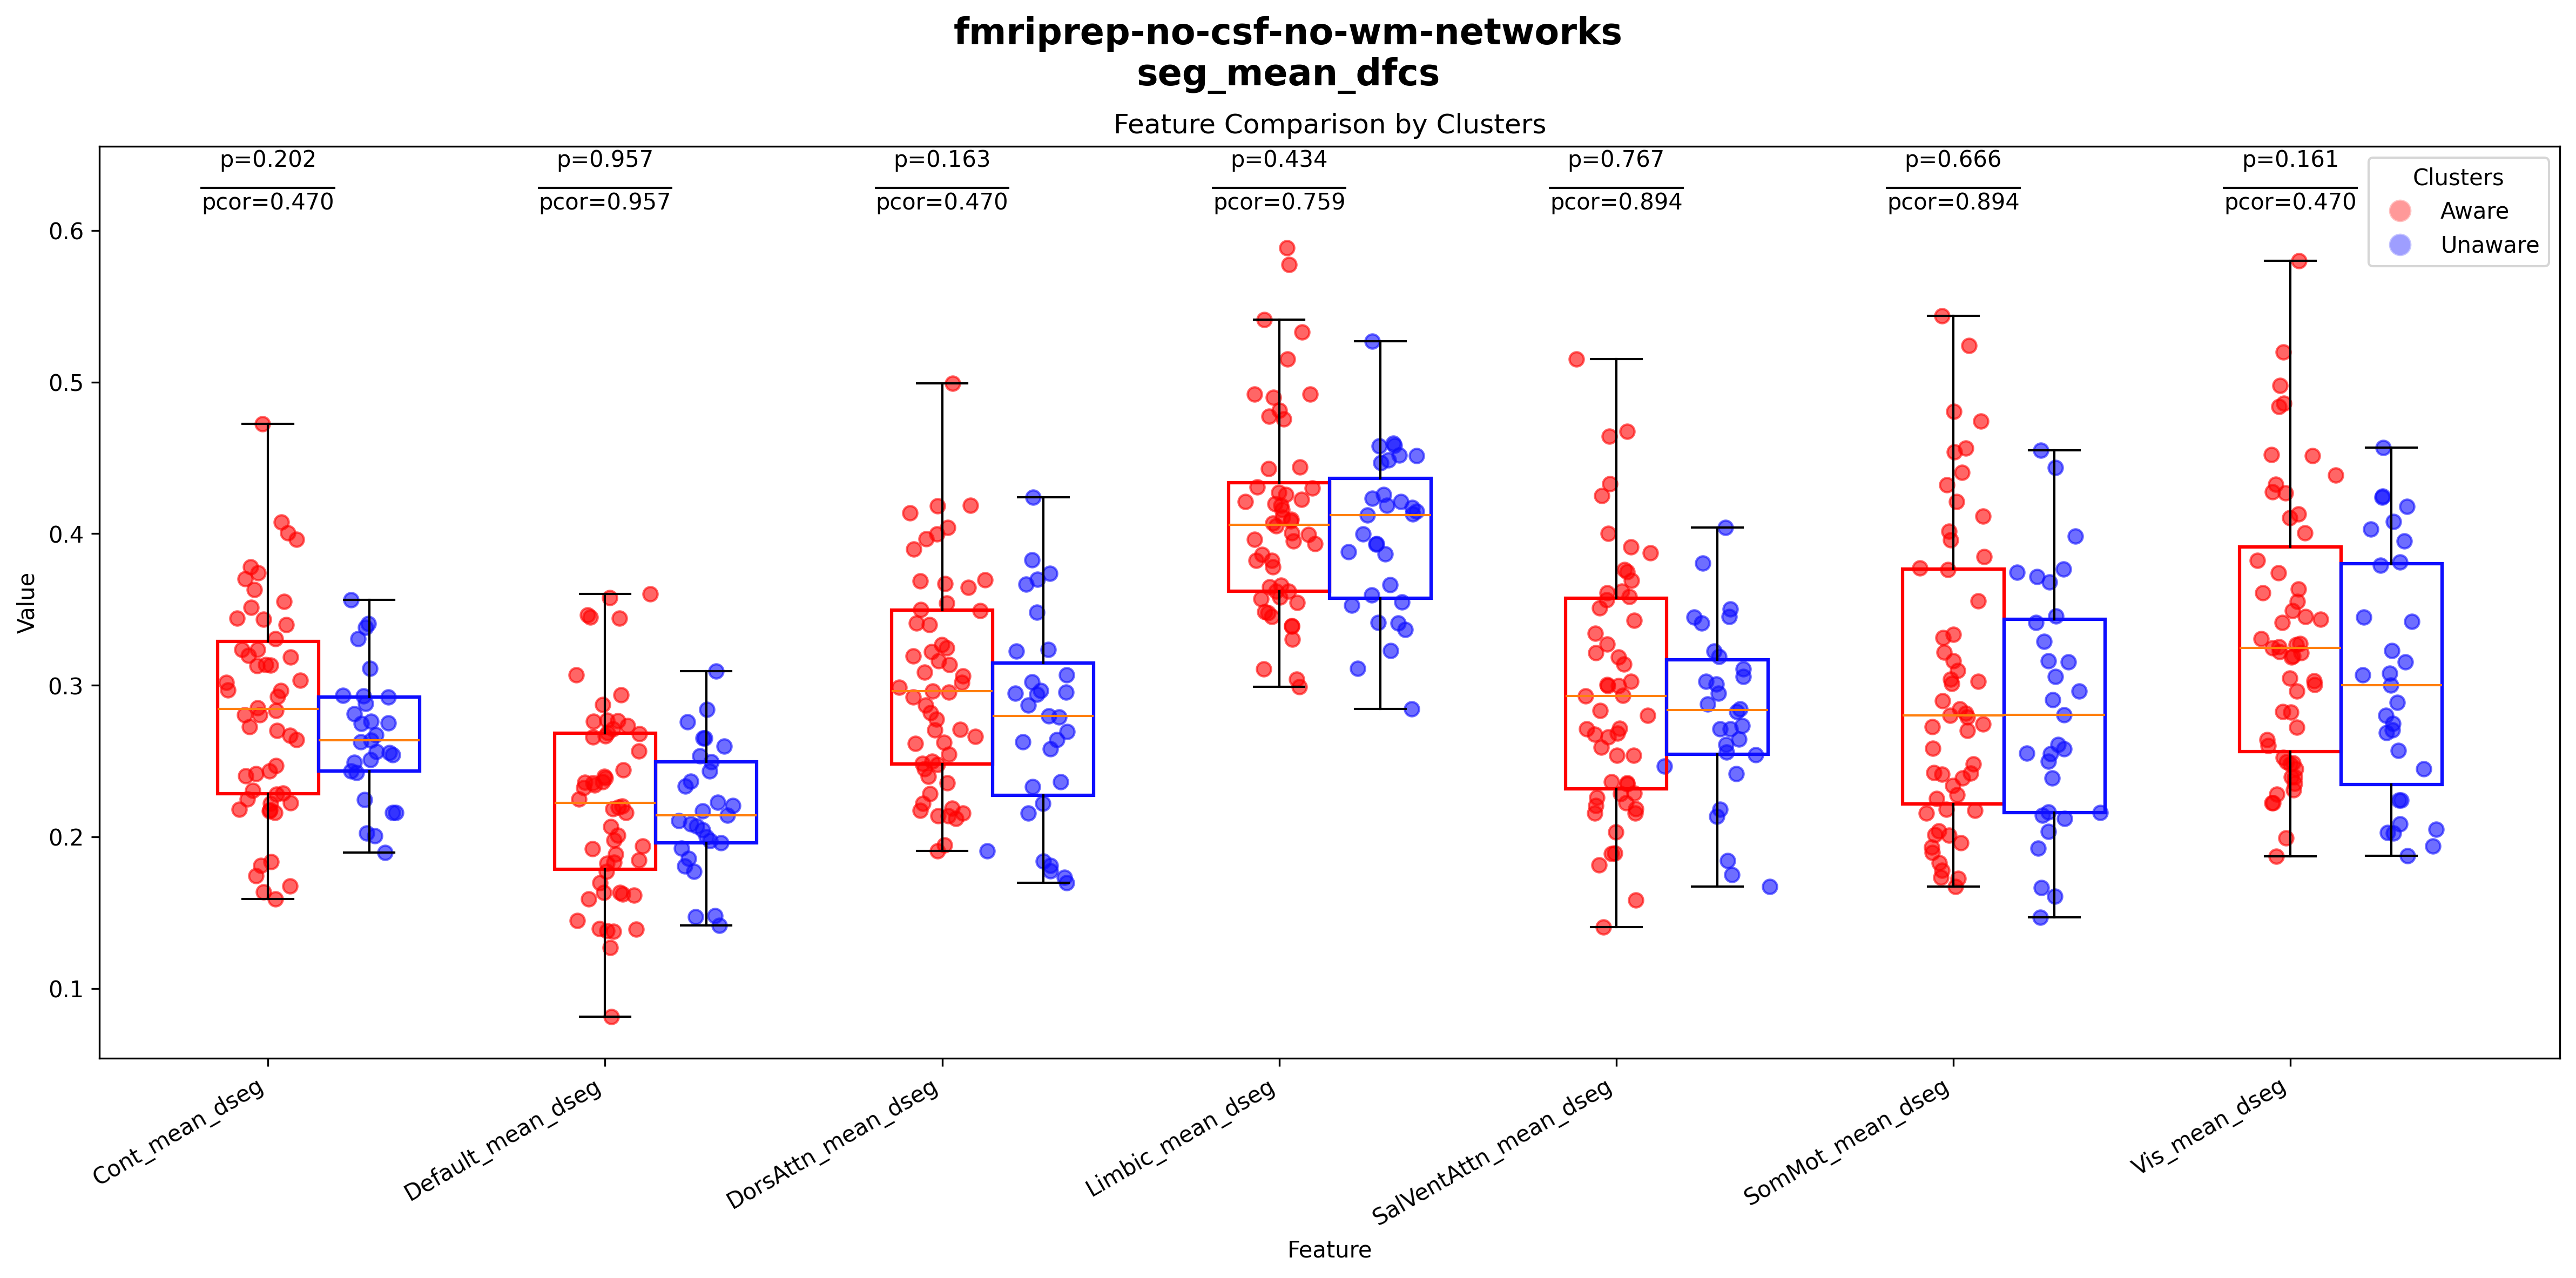 fmriprep-no-csf-no-wm-networks
seg_mean_dfcs
Feature Comparison by Clusters
p=0.202 p=0.957 p=0.163 p=0.434 p=0.767 p=0.666 p=0.161
pcor=0.470 pcor=0.957 pcor=0.470 pcor=0.759 pcor=0.894 pcor=0.894 pcor=0.470
Clusters
Aware
Unaware
0.6
0.5
0.4
0.3
0.2
0.1
Value
Cont_mean_dseg
Default_mean_dseg
DorsAttn_mean_dseg
Limbic_mean_dseg
SalVentAttn_mean_dseg
SomMot_mean_dseg
Vis_mean_dseg
Feature